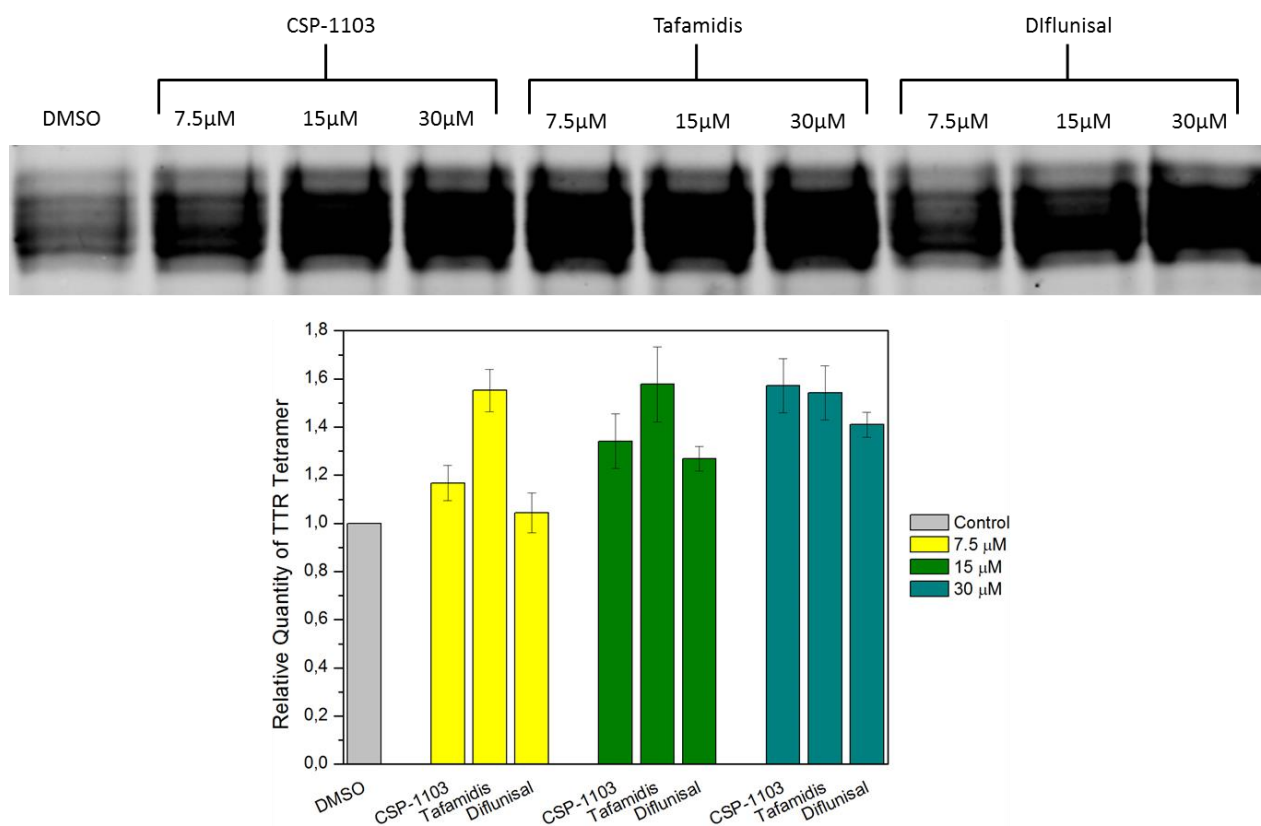 CSP-1103 Tafamidis DIflunisal
DMSO 7.5µM 15µM 30µM 7.5µM 15µM 30µM 7.5µM 15µM 30µM
1,8
1,6
1,4
1,2
1,0
0,8
0,6
0,4
0,2
0,0
Relative Quantity of TTR Tetramer
Control
7.5 µM
15 µM
30 µM
DMSO
CSP-1103
Tafamidis
Diflunisal
CSP-1103
Tafamidis
Diflunisal
CSP-1103
Tafamidis
Diflunisal